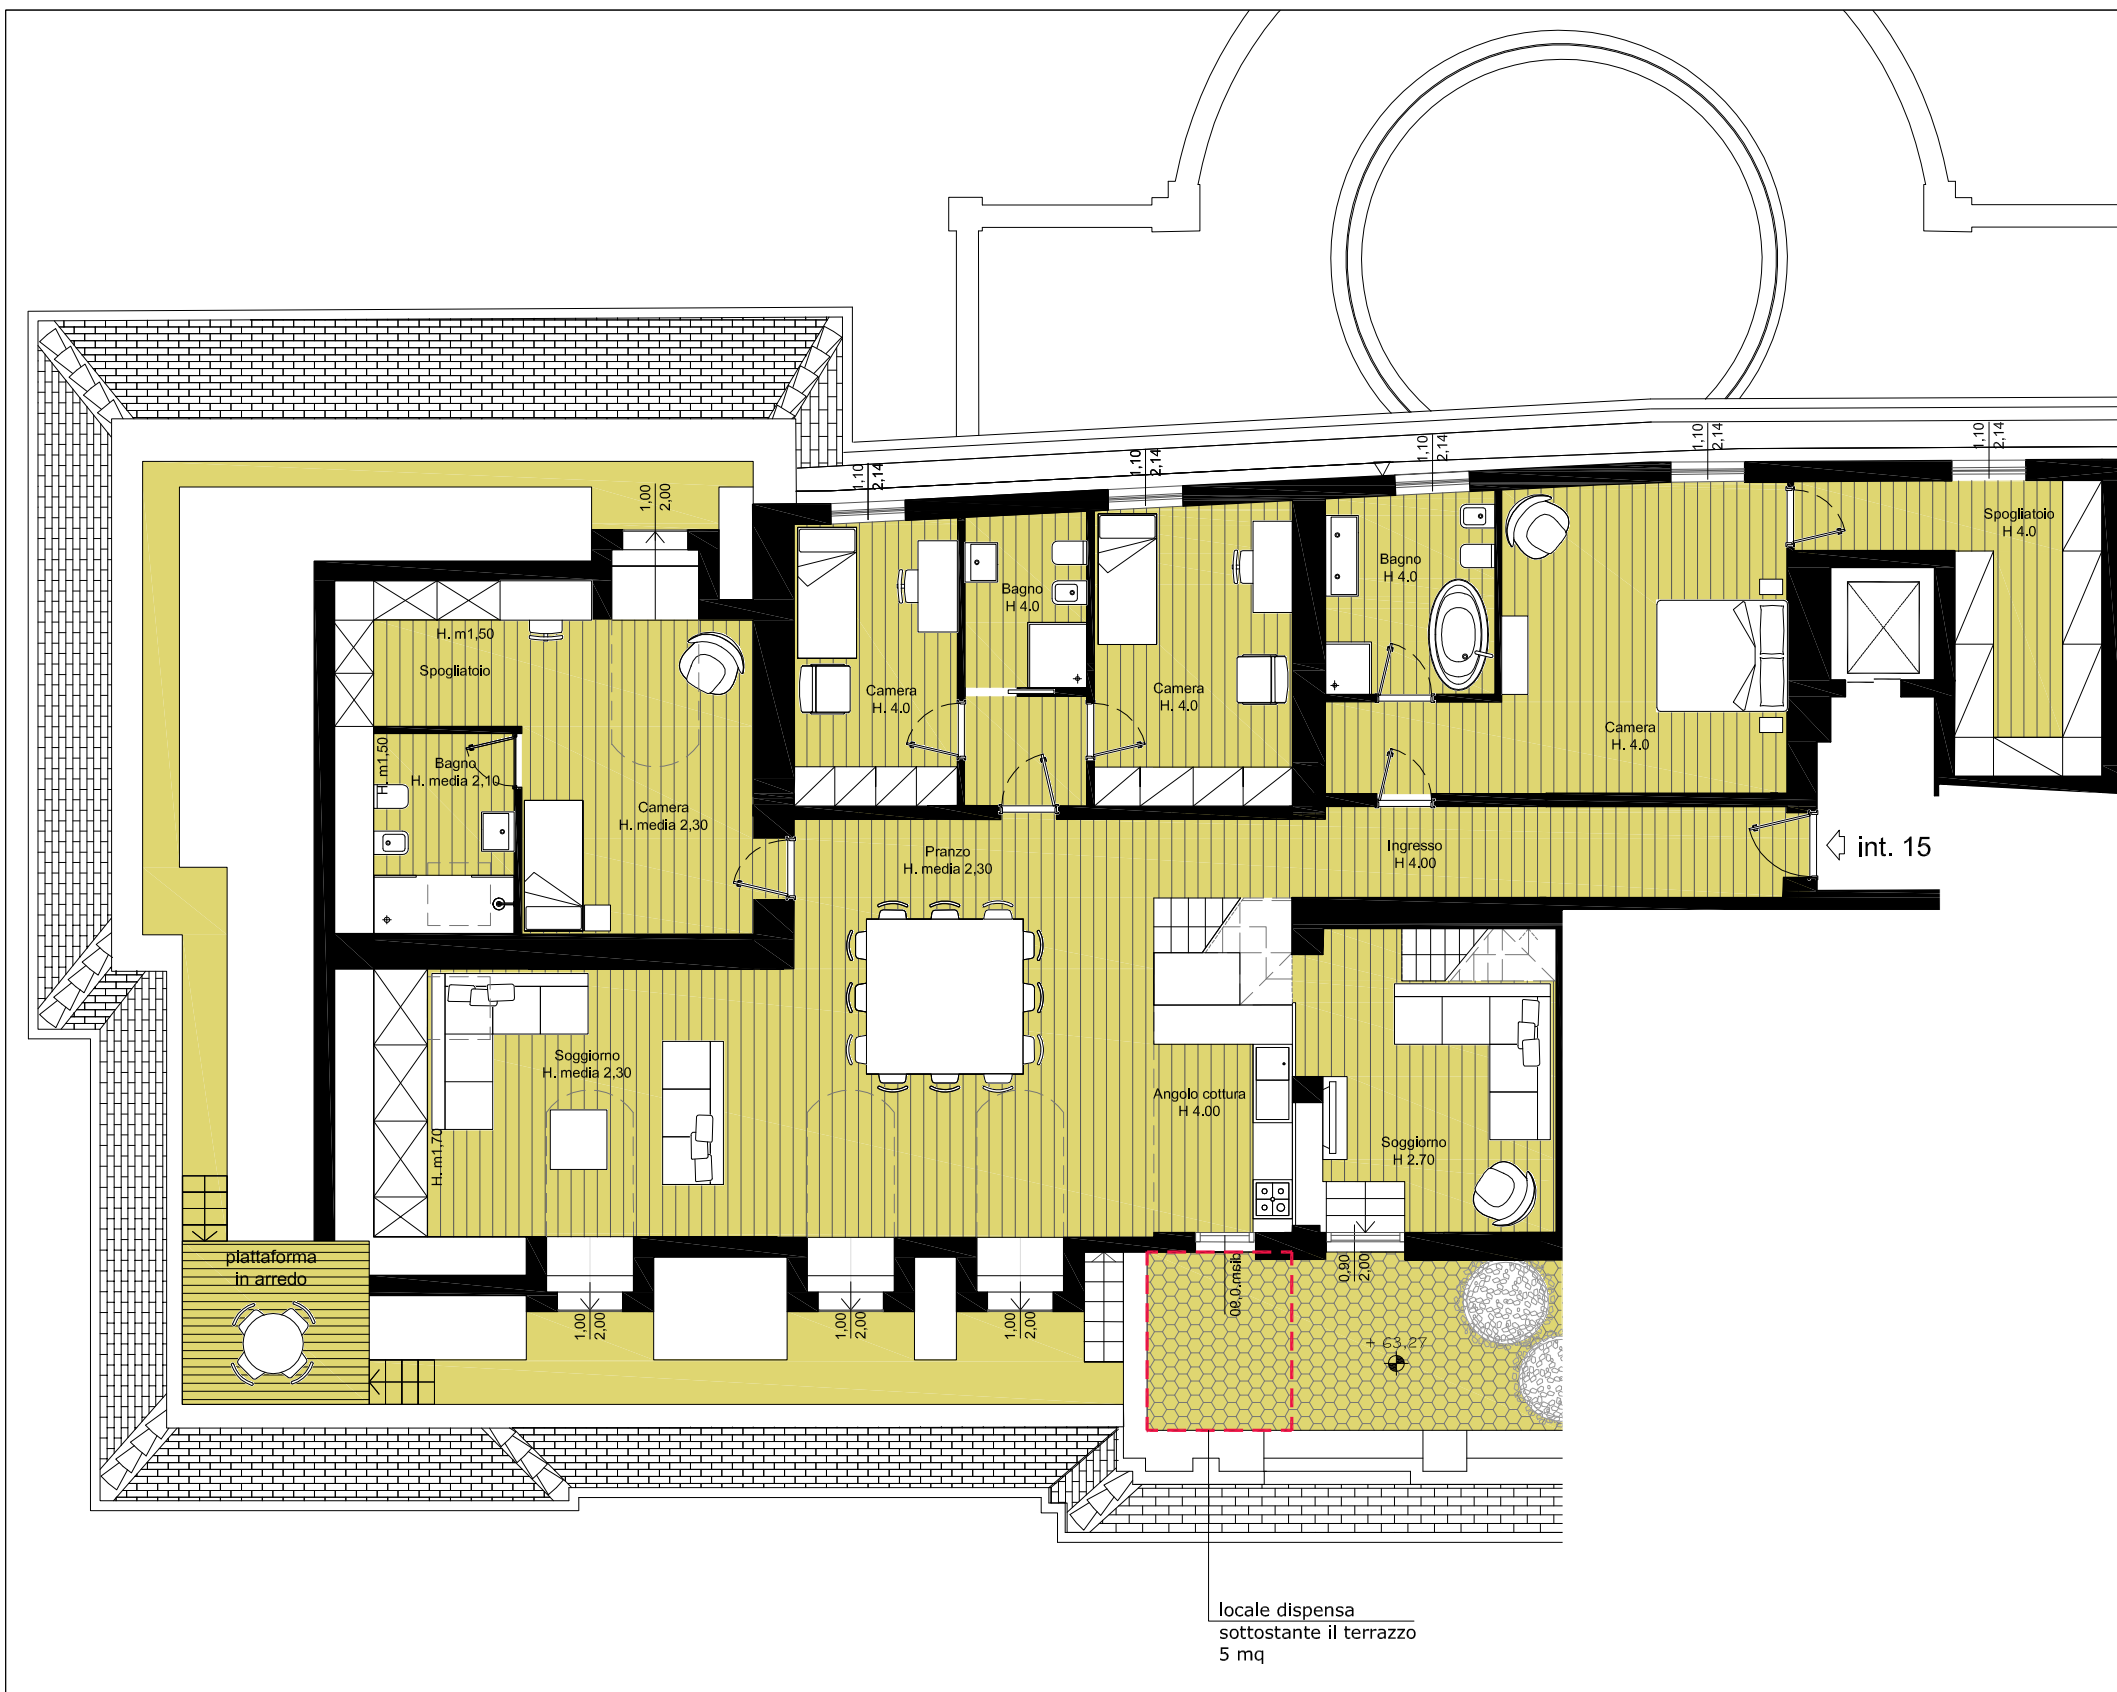 1,10
2,14
1,10
2,14
1,10
2,14
1,10
2,14
1,10
2,14
1,00
2,00
Spogliatoio
H 4.0
Bagno
H 4.0
Bagno
H 4.0
H. m1,50
Spogliatoio
Camera
H. 4.0
Camera
H. 4.0
Camera
H. 4.0
H. m1,50
Bagno
H. media 2,10
Camera
H. media 2,30
Pranzo
H. media 2,30
Ingresso
H 4.00
int. 15
Soggiorno
H. media 2,30
Angolo cottura
H 4.00
H. m1,70
Soggiorno
H 2.70
plattaforma
in arredo
1,00
2,00
1,00
2,00
1,00
2,00
diam.0,90
0,90
2,00
+ 63,27
locale dispensa
sottostante il terrazzo
5 mq